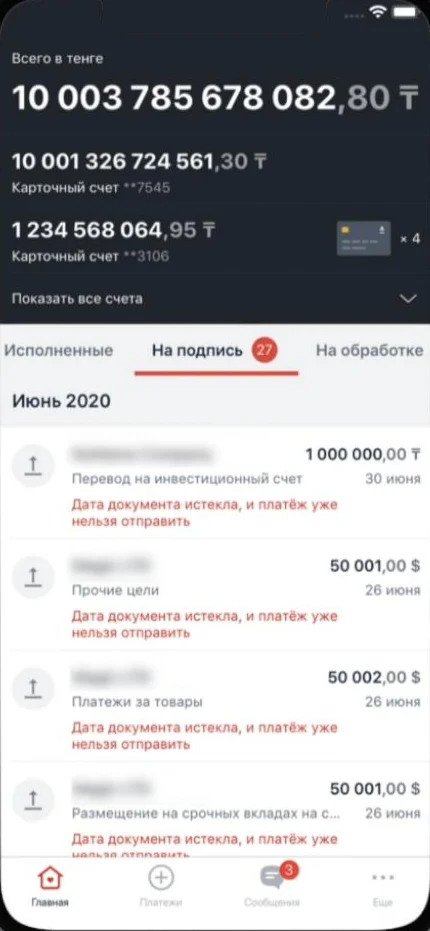 Всего в тенге
10 003 785 678 082,80 ₸
10 001 326 724 561,30 ₸
Карточный счет **7545
1 234 568 064,95 ₸
× 4
Карточный счет **3106
Показать все счета
Исполненные На подпись 27 На обработке
Июнь 2020
1 000 000,00 ₸
Перевод на инвестиционный счет 30 июня
Дата документа истекла, и платёж уже
нельзя отправить
50 001,00 $
Прочие цели 26 июня
Дата документа истекла, и платёж уже
нельзя отправить
50 002,00 $
Платежи за товары 26 июня
Дата документа истекла, и платёж уже
нельзя отправить
50 001,00 $
Размещение на срочных вкладах на с... 26 июня
Дата документа истекла, и платёж уже
нельзя отправить
3
Главная Платежи Сообщения Еще